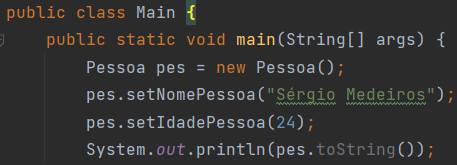 public class Main {
    public static void main(String[] args) {
        Pessoa pes = new Pessoa();
        pes.setNomePessoa("Sérgio Medeiros");
        pes.setIdadePessoa(24);
        System.out.println(pes.toString());